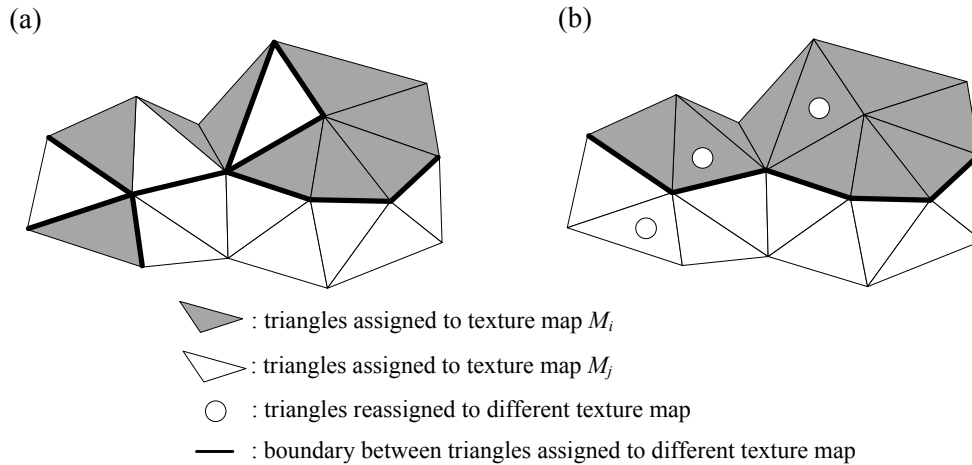 (a)
(b)
: triangles assigned to texture map Mi
: triangles assigned to texture map Mj
: triangles reassigned to different texture map
: boundary between triangles assigned to different texture map